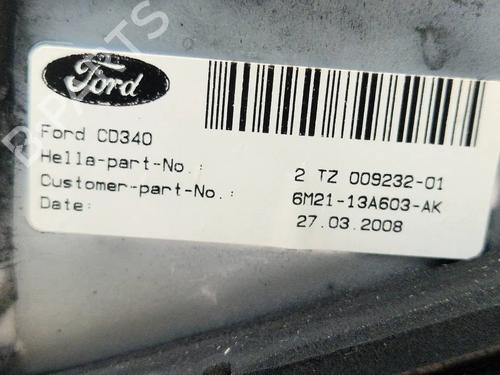 Ford
Ford CD340
Hella-part-No.: 2 TZ 009232-01
Customer-part-No.: 6M21-13A603-AK
Date: 27.03.2008
B-PARTS